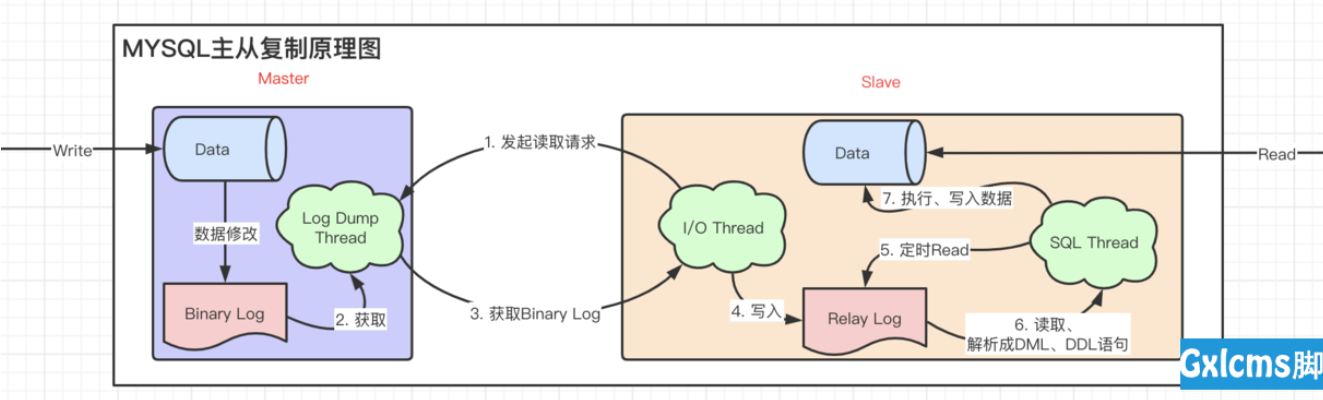 MYSQL主从复制原理图
Master
Slave
Write
Data
数据修改
Binary Log
Log Dump
Thread
2. 获取
1. 发起读取请求
3. 获取Binary Log
I/O Thread
4. 写入
Data
Read
7. 执行、写入数据
SQL Thread
5. 定时Read
Relay Log
6. 读取、
解析成DML、DDL语句
Gxlcms脚